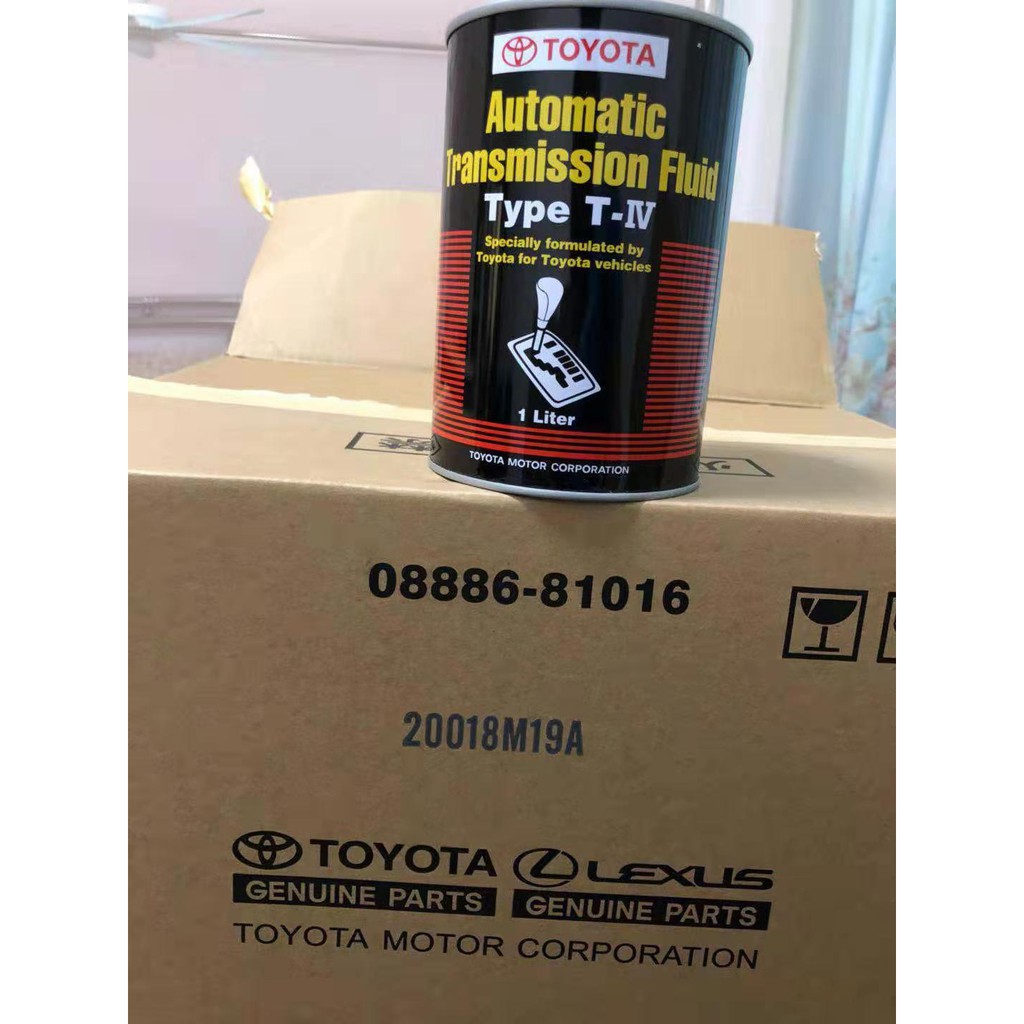 TOYOTA
Automatic
Transmission Fluid
Type T-IV
Specially formulated by
Toyota for Toyota vehicles
1 Liter
TOYOTA MOTOR CORPORATION
08886-81016
20018M19A
TOYOTA LEXUS
GENUINE PARTS GENUINE PARTS
TOYOTA MOTOR CORPORATION